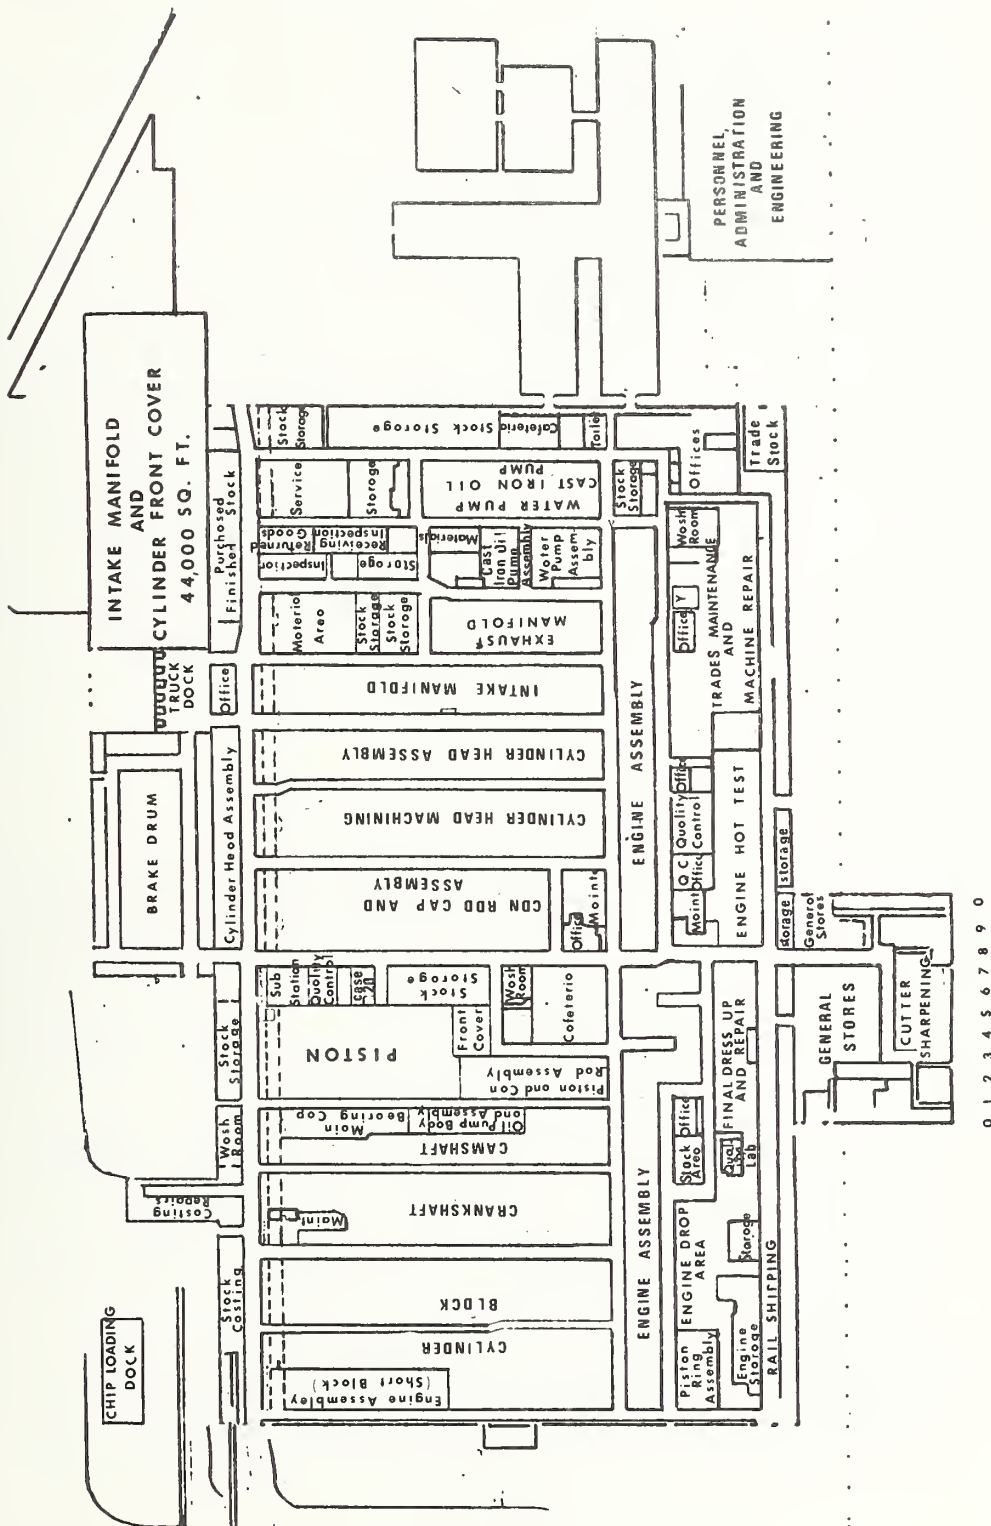 PERSONNEL,
ADMINISTRATION
AND
ENGINEERING
INTAKE MANIFOLD
AND
CYLINDER FRONT COVER
44,000 SQ. FT.
TRUCK
DOCK
Purchased
Finished Stock
Office
Stock
Storage
Stock Storage
Cafeteria
Toilet
Offices
Trade
Stock
Service
Storage
WATER PUMP
CAST IRON OIL
PUMP
Stock
Storage
Returned
Goods
Receiving
Inspection
Inspection
Storage
Materials
Cast
Iron Oil
Pump
Assembly
Water
Pump
Assem-
bly
Wash
Room
Material
Area
Stock
Storage
Stock
Storage
EXHAUST
MANIFOLD
Office
Y
TRADES MAINTENANCE
AND
MACHINE REPAIR
INTAKE MANIFOLD
BRAKE DRUM
Cylinder Head Assembly
CYLINDER HEAD ASSEMBLY
CYLINDER HEAD MACHINING
ENGINE ASSEMBLY
Office
Quality
Control
Q C
Office
Maint
ENGINE HOT TEST
storage
CON ROD CAP AND
ASSEMBLY
Office
Maint
storage
General
Stores
Stock
Storage
Sub
Station
Quality
Control
Stock
Storage
Wash
Room
Cafeteria
PISTON
Front
Cover
Piston and Con
Rod Assembly
GENERAL
STORES
CUTTER
SHARPENING
0 1 2 3 4 5 6 7 8 9 0
Wash
Room
Main
Bearing Cap
Oil Pump Body
and Assembly
CAMSHAFT
Office
Stock
Area
FINAL DRESS UP
AND REPAIR
Lab
Casting
Repairs
CRANKSHAFT
Maint
ENGINE ASSEMBLY
ENGINE DROP
AREA
Storage
RAIL SHIPPING
Stock
Casting
BLOCK
CYLINDER
Engine Assembley
(Short Block)
Piston
Ring
Assembly
Engine
Storage
CHIP LOADING
DOCK